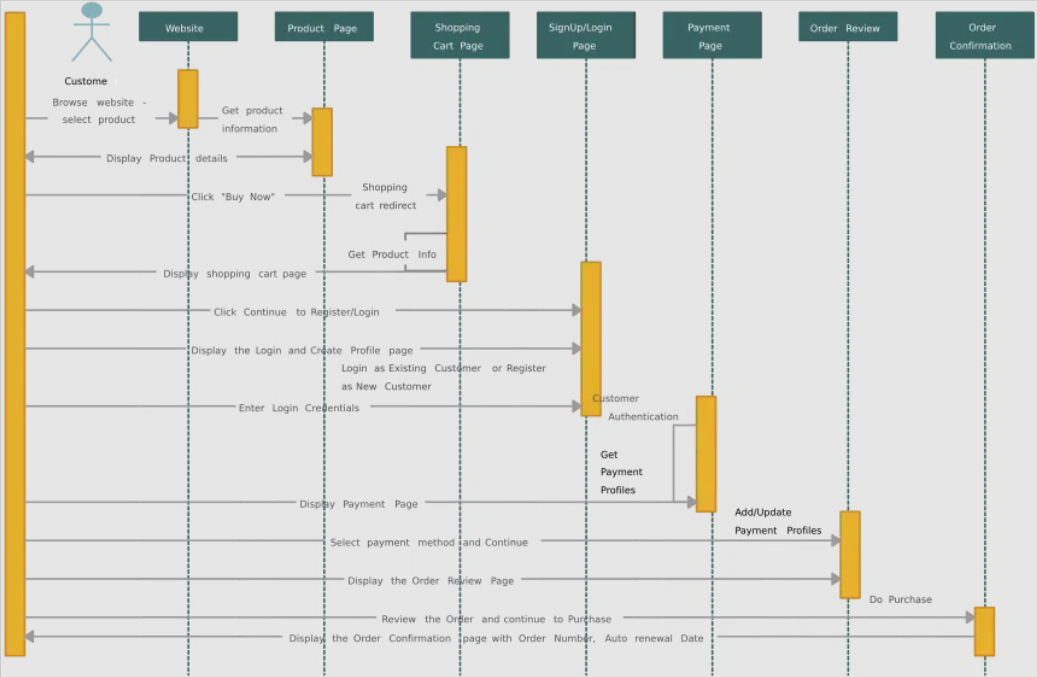 Website
Product Page
Shopping
Cart Page
SignUp/Login
Page
Payment
Page
Order Review
Order
Confirmation
Custome
Browse website -
select product
Get product
information
Display Product details
Click "Buy Now"
Shopping
cart redirect
Get Product Info
Display shopping cart page
Click Continue to Register/Login
Display the Login and Create Profile page
Login as Existing Customer or Register
as New Customer
Enter Login Credentials
Customer
Authentication
Get
Payment
Profiles
Display Payment Page
Add/Update
Payment Profiles
Select payment method and Continue
Display the Order Review Page
Do Purchase
Review the Order and continue to Purchase
Display the Order Confirmation page with Order Number, Auto renewal Date